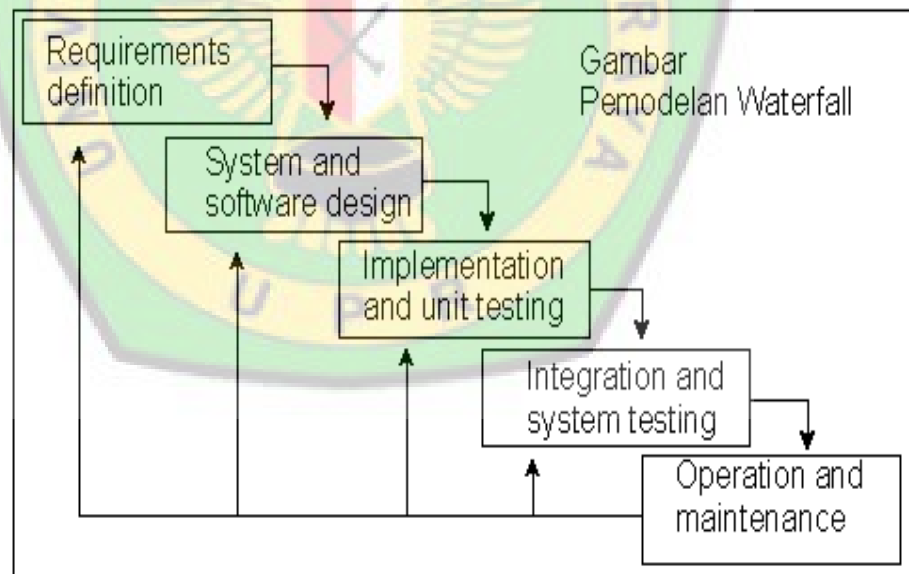 Requirements
definition
Gambar
Pemodelan Waterfall
System and
software design
Implementation
and unit testing
Integration and
system testing
Operation and
maintenance
U P R